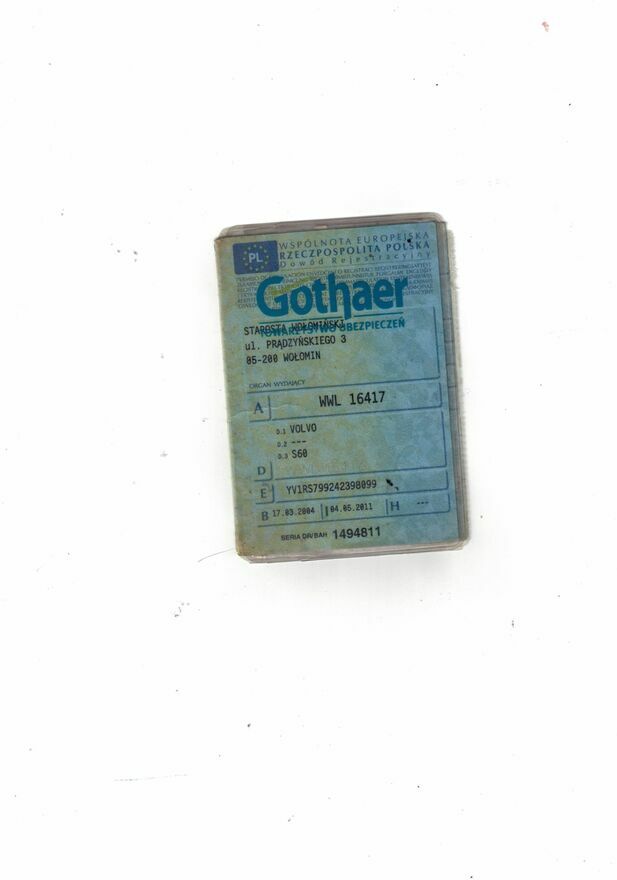 PL
WSPÓLNOTA EUROPEJSKA
RZECZPOSPOLITA POLSKA
Dowód Rejestracyjny
Gothaer
TOWARZYSTWO UBEZPIECZEŃ
STAROSTA WOŁOMIŃSKI
ul. PRĄDZYŃSKIEGO 3
05-200 WOŁOMIN
ORGAN WYDAJĄCY
A WWL 16417
D.1 VOLVO
D.2 ---
D.3 S60
D
E YV1RS799242398099
B 17.03.2004 I 04.05.2011 H ---
SERIA DR/BAH 1494811